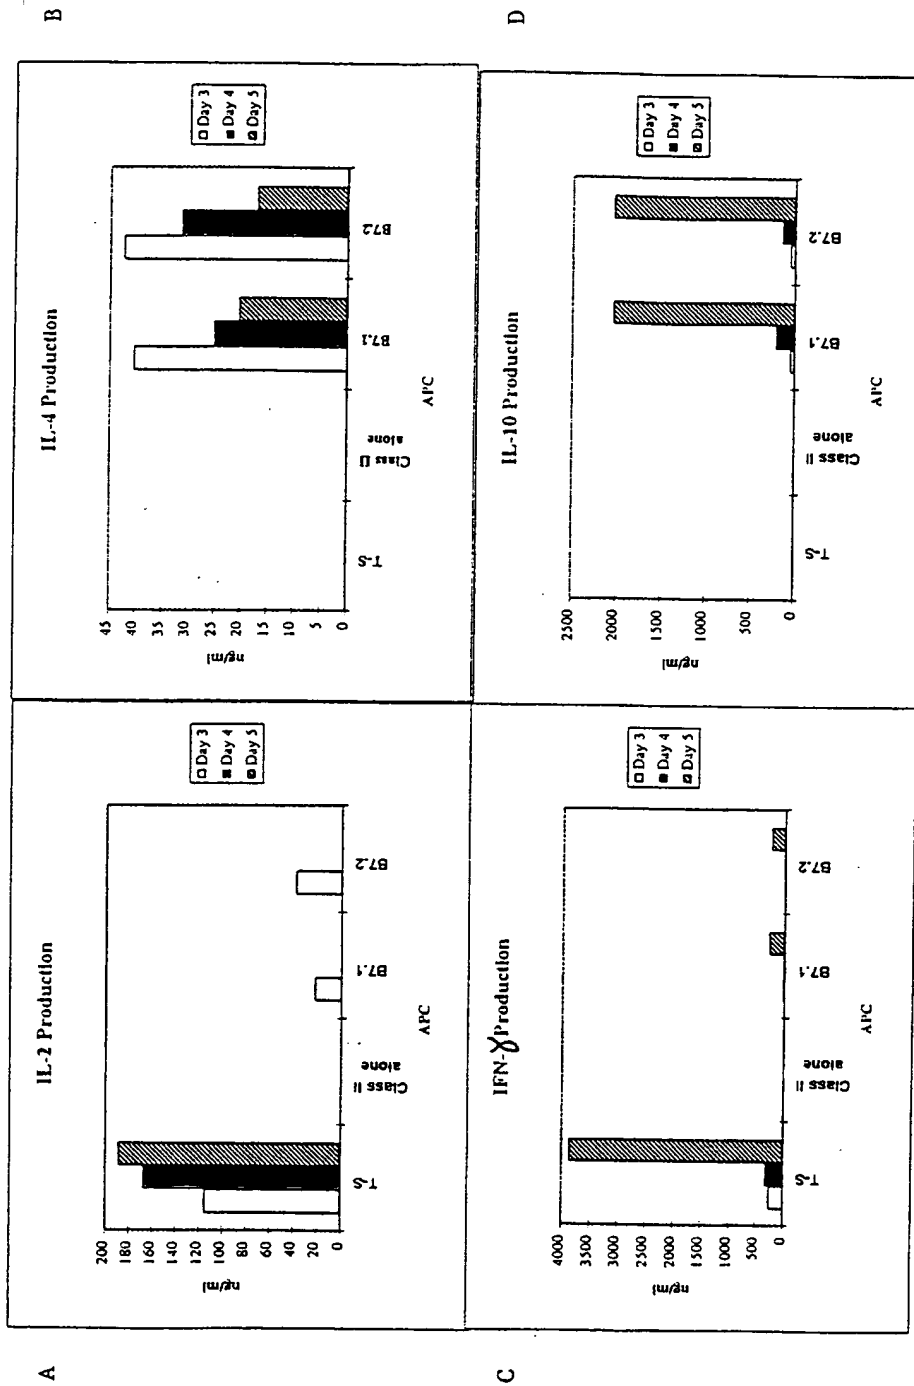 A
IL-2 Production
ng/ml
200
180
160
140
120
100
80
60
40
20
0
T-S
Class II
alone
B7.1
B7.2
APC
Day 3
Day 4
Day 5
B
IL-4 Production
ng/ml
45
40
35
30
25
20
15
10
5
0
T-S
Class II
alone
B7.1
B7.2
APC
Day 3
Day 4
Day 5
C
IFN-γ Production
ng/ml
4000
3500
3000
2500
2000
1500
1000
500
0
T-S
Class II
alone
B7.1
B7.2
APC
Day 3
Day 4
Day 5
D
IL-10 Production
ng/ml
2500
2000
1500
1000
500
0
T-S
Class II
alone
B7.1
B7.2
APC
Day 3
Day 4
Day 5